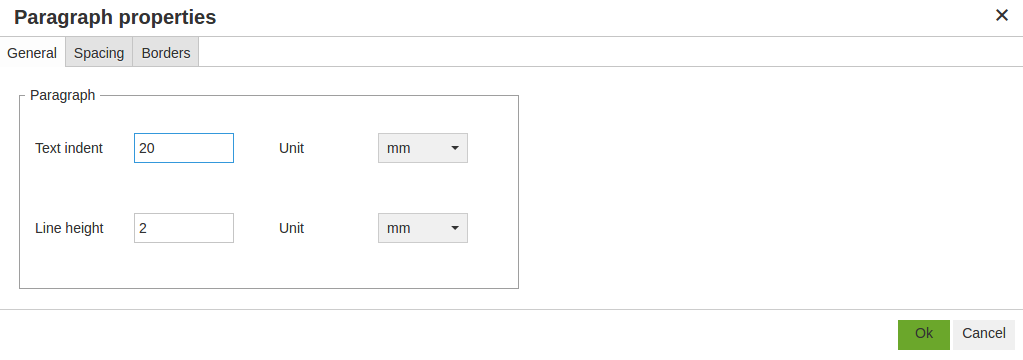 Paragraph properties ✕
General Spacing Borders
Paragraph
Text indent 20 Unit mm
Line height 2 Unit mm
Ok Cancel